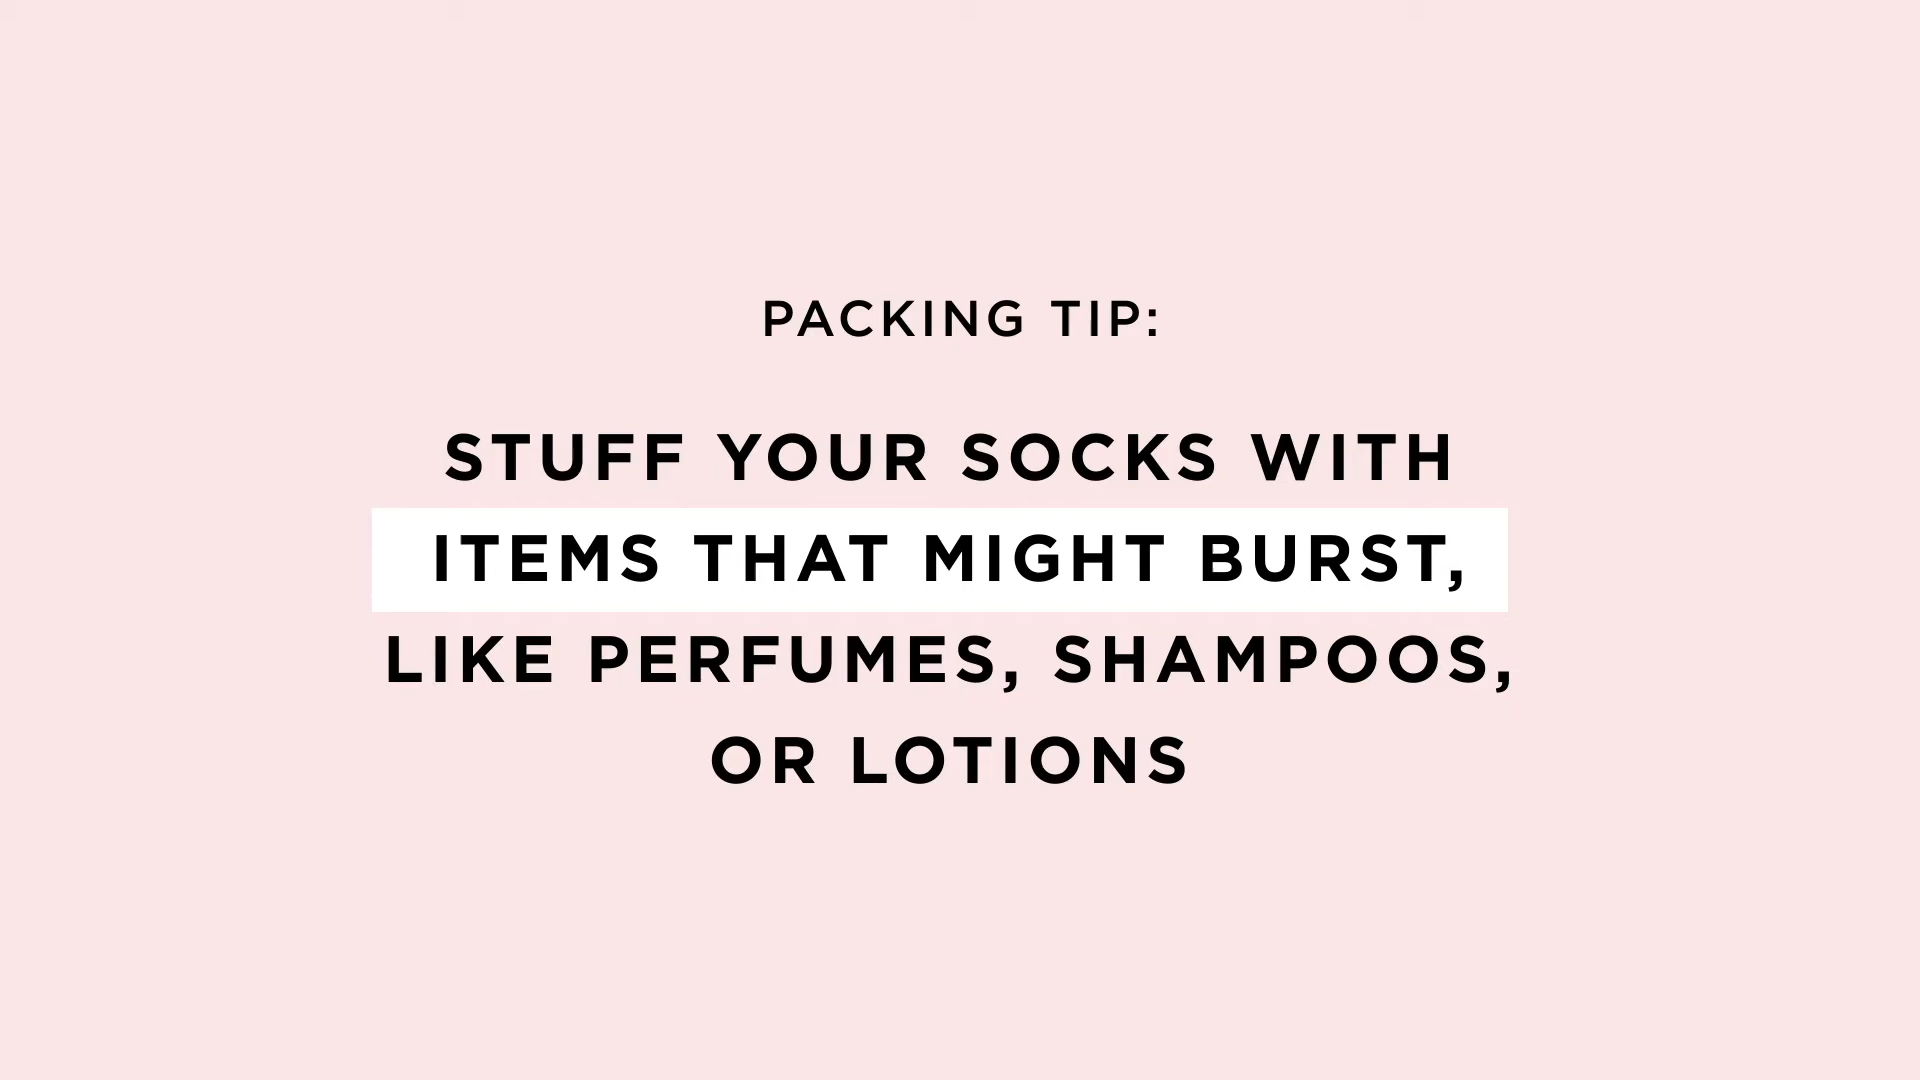 PACKING TIP:
STUFF YOUR SOCKS WITH
ITEMS THAT MIGHT BURST,
LIKE PERFUMES, SHAMPOOS,
OR LOTIONS